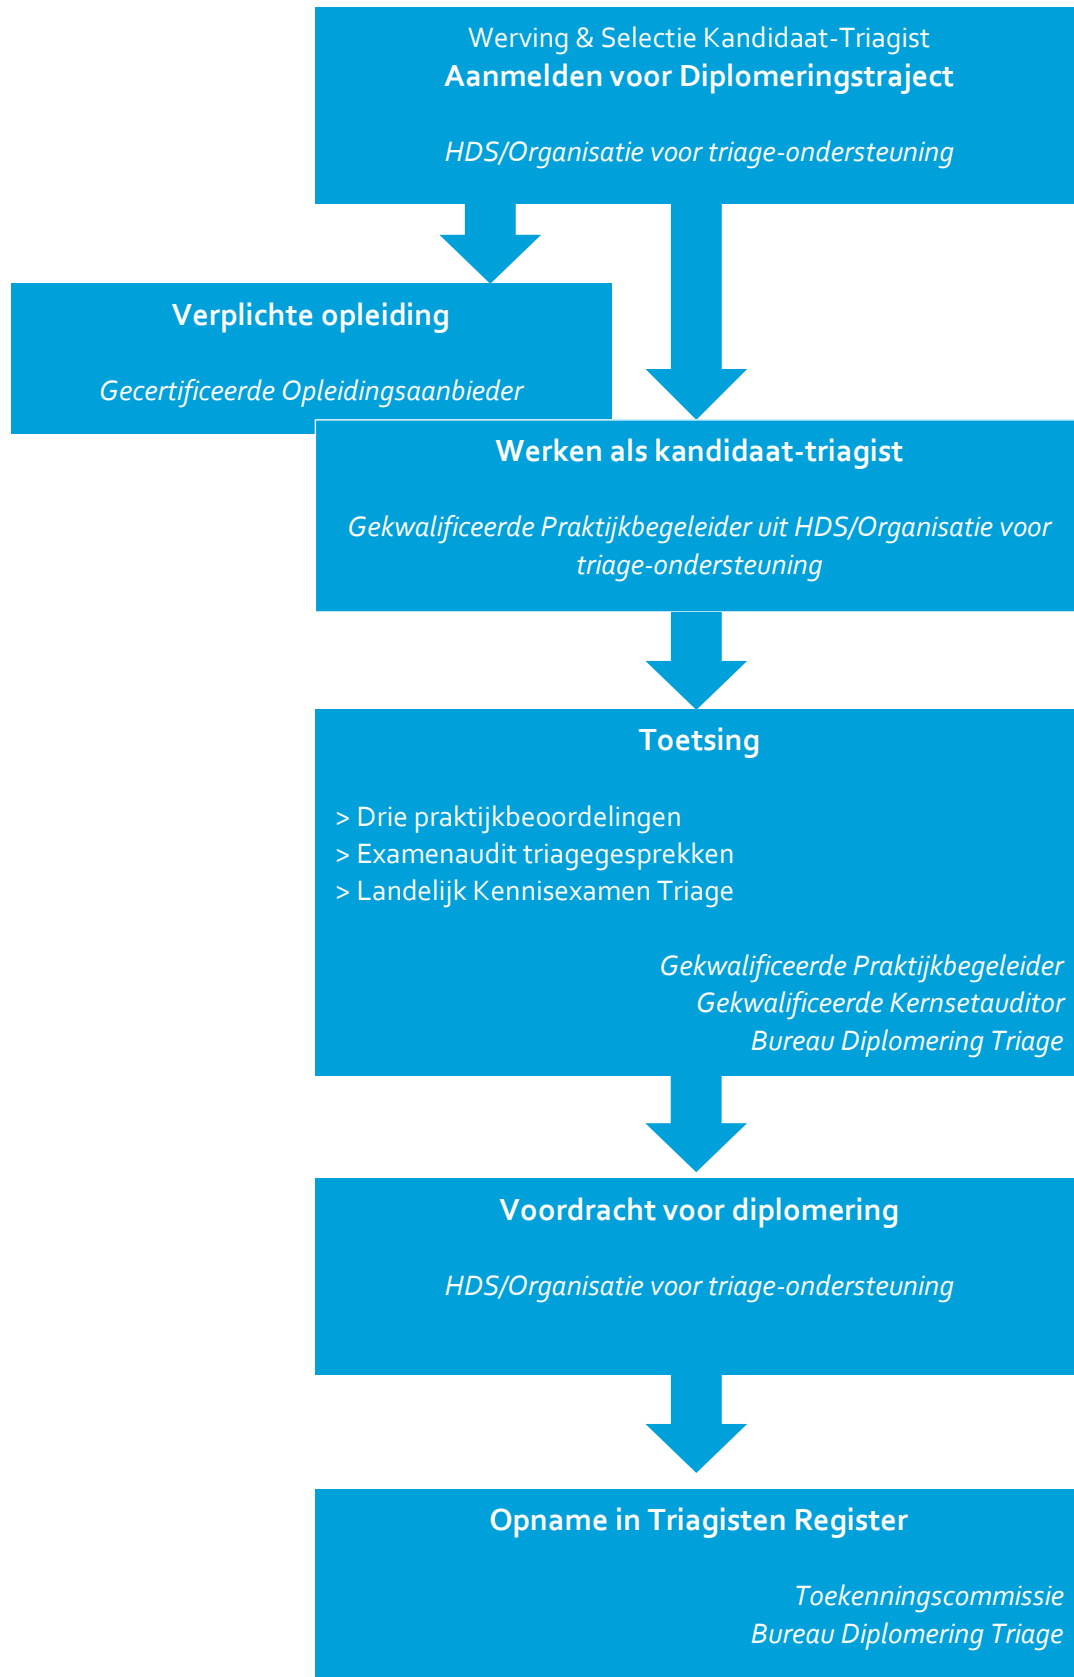 Werving & Selectie Kandidaat-Triagist
Aanmelden voor Diplomeringstraject
HDS/Organisatie voor triage-ondersteuning
Verplichte opleiding
Gecertificeerde Opleidingsaanbieder
Werken als kandidaat-triagist
Gekwalificeerde Praktijkbegeleider uit HDS/Organisatie voor
triage-ondersteuning
Toetsing
> Drie praktijkbeoordelingen
> Examenaudit triagegesprekken
> Landelijk Kennisexamen Triage
Gekwalificeerde Praktijkbegeleider
Gekwalificeerde Kernsetauditor
Bureau Diplomering Triage
Voordracht voor diplomering
HDS/Organisatie voor triage-ondersteuning
Opname in Triagisten Register
Toekenningscommissie
Bureau Diplomering Triage